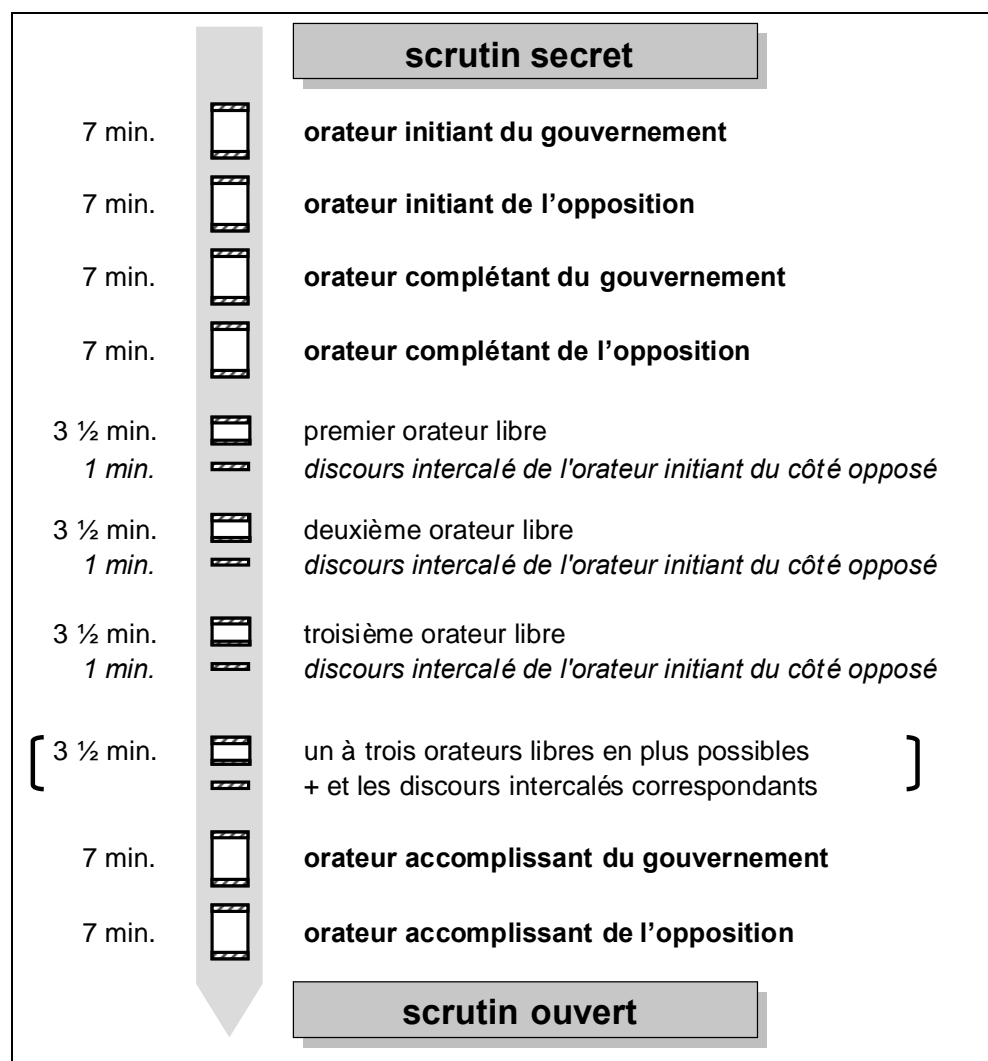 scrutin secret
7 min. orateur initiant du gouvernement
7 min. orateur initiant de l’opposition
7 min. orateur complétant du gouvernement
7 min. orateur complétant de l’opposition
3 ½ min. premier orateur libre
1 min. discours intercalé de l'orateur initiant du côté opposé
3 ½ min. deuxième orateur libre
1 min. discours intercalé de l'orateur initiant du côté opposé
3 ½ min. troisième orateur libre
1 min. discours intercalé de l'orateur initiant du côté opposé
3 ½ min. un à trois orateurs libres en plus possibles
+ et les discours intercalés correspondants
7 min. orateur accomplissant du gouvernement
7 min. orateur accomplissant de l’opposition
scrutin ouvert